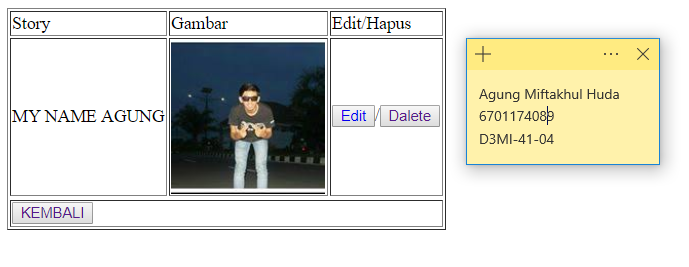 Story Gambar Edit/Hapus
MY NAME AGUNG Edit/Dalete
KEMBALI
Agung Miftakhul Huda
6701174089
D3MI-41-04